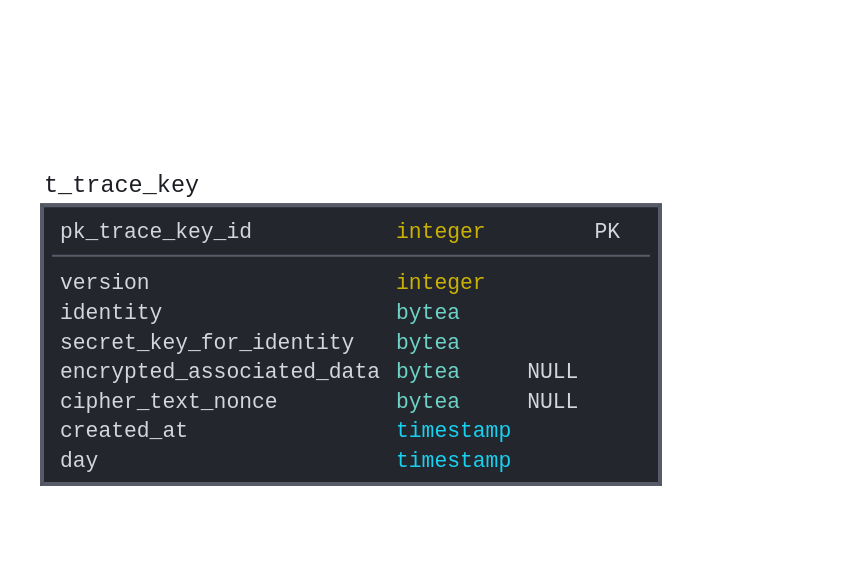 t_trace_key
pk_trace_key_id integer PK
version integer
identity bytea
secret_key_for_identity bytea
encrypted_associated_data bytea NULL
cipher_text_nonce bytea NULL
created_at timestamp
day timestamp